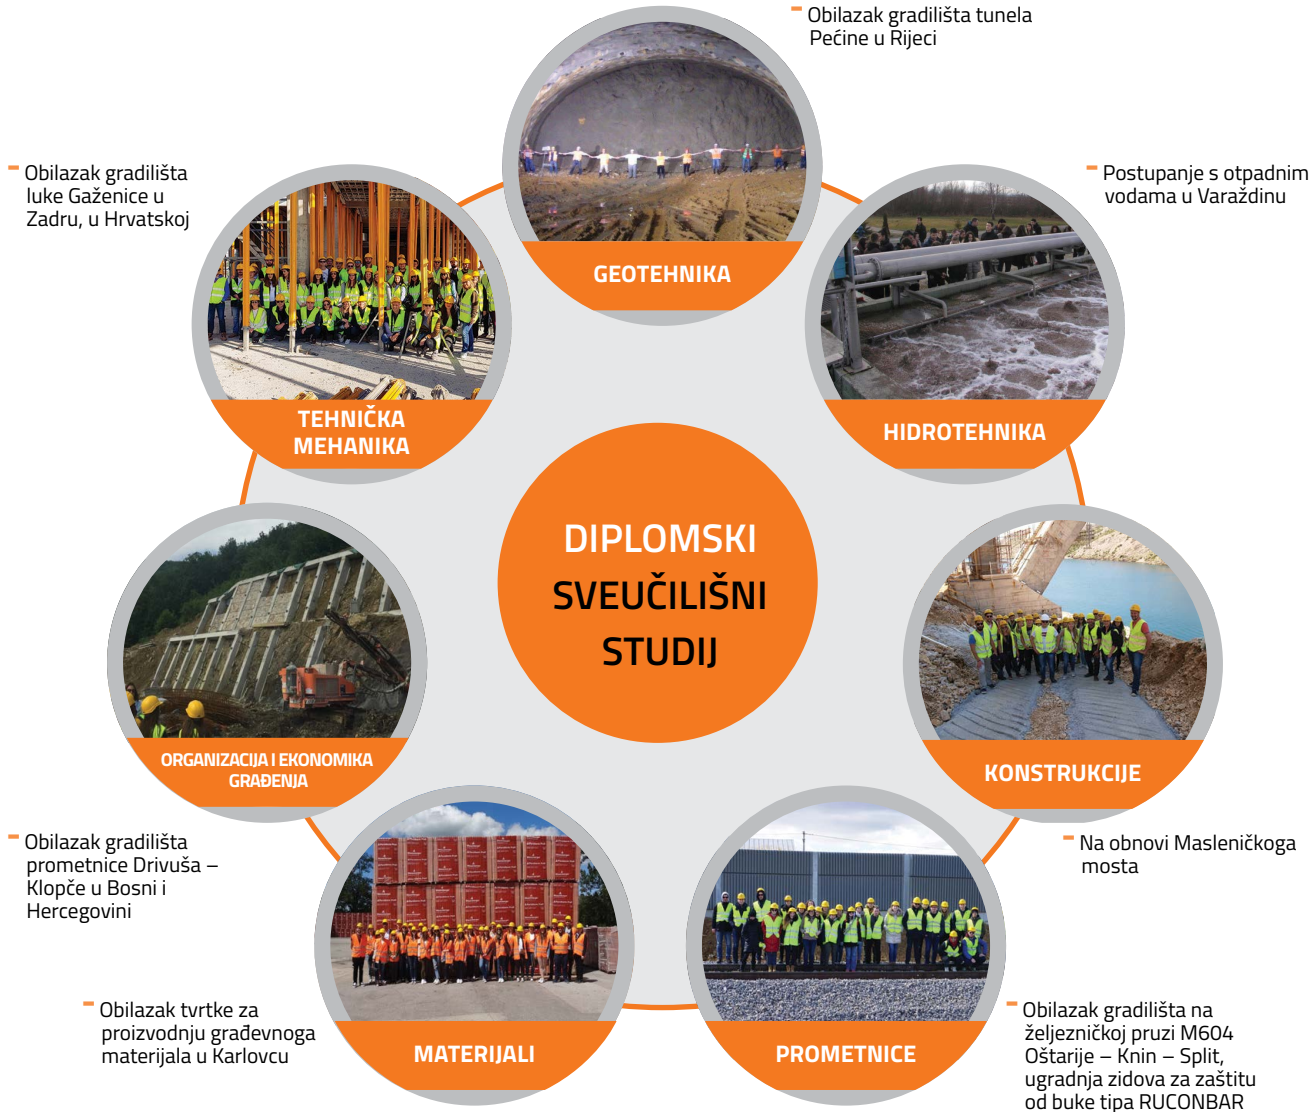 Obilazak gradilišta tunela
Pećine u Rijeci
GEOTEHNIKA
Postupanje s otpadnim
vodama u Varaždinu
HIDROTEHNIKA
Obilazak gradilišta
luke Gaženice u
Zadru, u Hrvatskoj
TEHNIČKA
MEHANIKA
DIPLOMSKI
SVEUČILIŠNI
STUDIJ
ORGANIZACIJA I EKONOMIKA
GRAĐENJA
Obilazak gradilišta
prometnice Drivuša –
Klopče u Bosni i
Hercegovini
KONSTRUKCIJE
Na obnovi Masleničkoga
mosta
MATERIJALI
Obilazak tvrtke za
proizvodnju građevnoga
materijala u Karlovcu
PROMETNICE
Obilazak gradilišta na
željezničkoj pruzi M604
Oštarije – Knin – Split,
ugradnja zidova za zaštitu
od buke tipa RUCONBAR